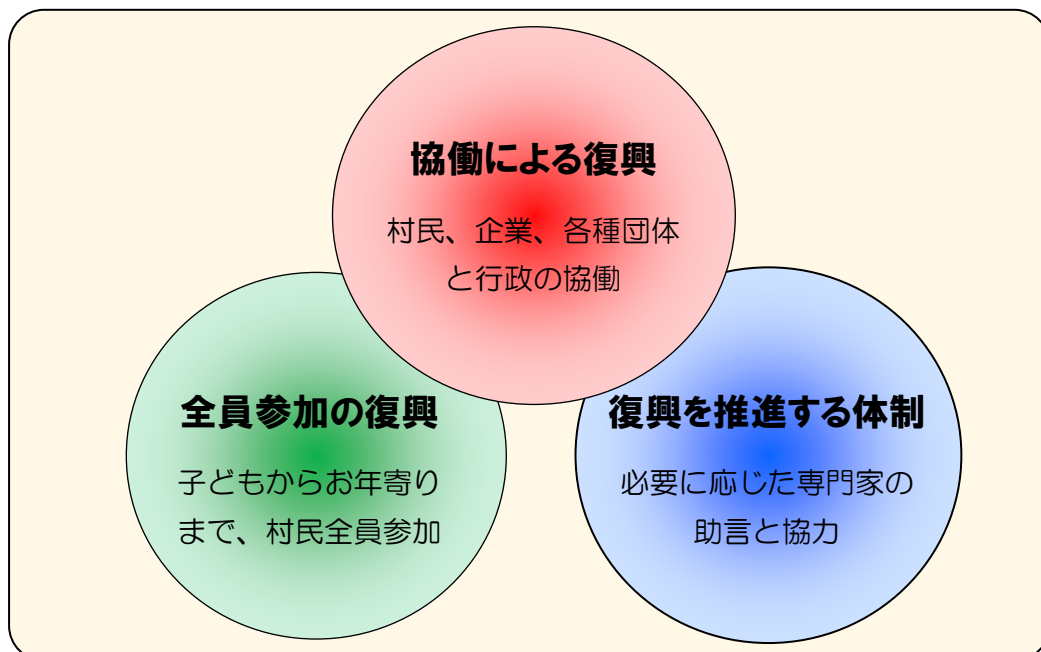 協働による復興
村民、企業、各種団体
と行政の協働
全員参加の復興
子どもからお年寄り
まで、村民全員参加
復興を推進する体制
必要に応じた専門家の
助言と協力